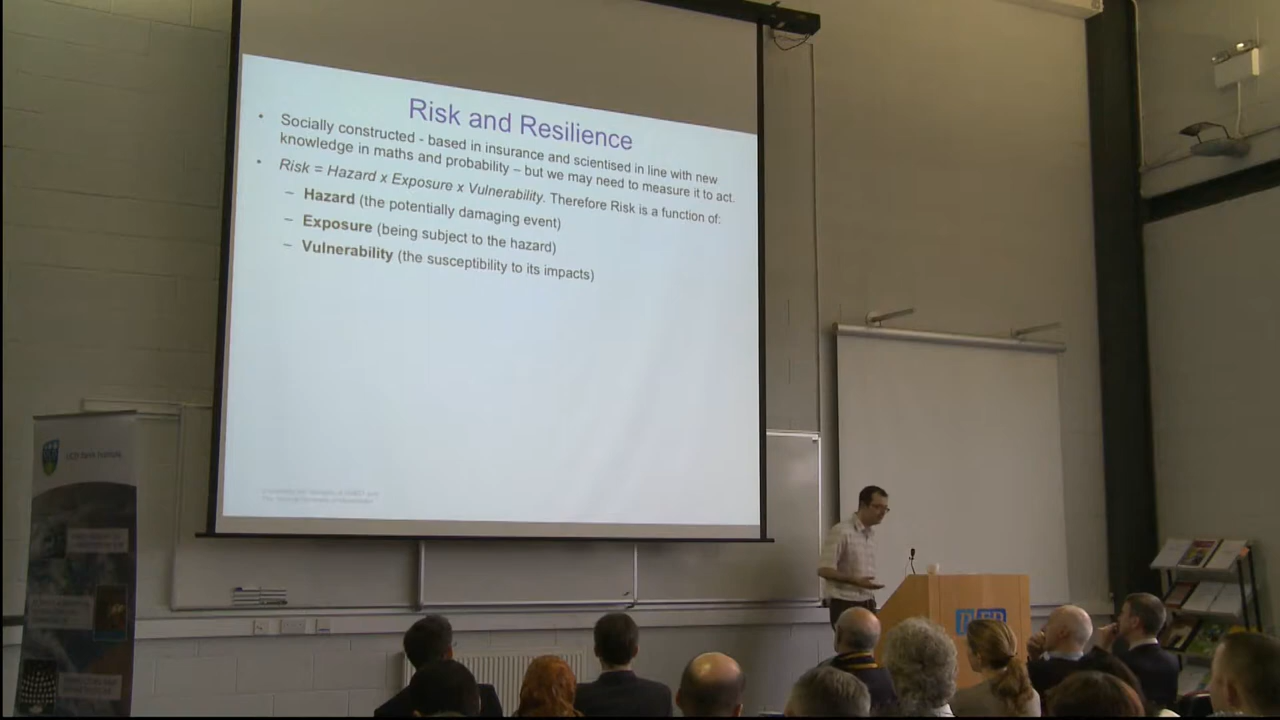 Risk and Resilience
• Socially constructed - based in insurance and scientised in line with new
knowledge in maths and probability – but we may need to measure it to act.
• Risk = Hazard x Exposure x Vulnerability. Therefore Risk is a function of:
– Hazard (the potentially damaging event)
– Exposure (being subject to the hazard)
– Vulnerability (the susceptibility to its impacts)